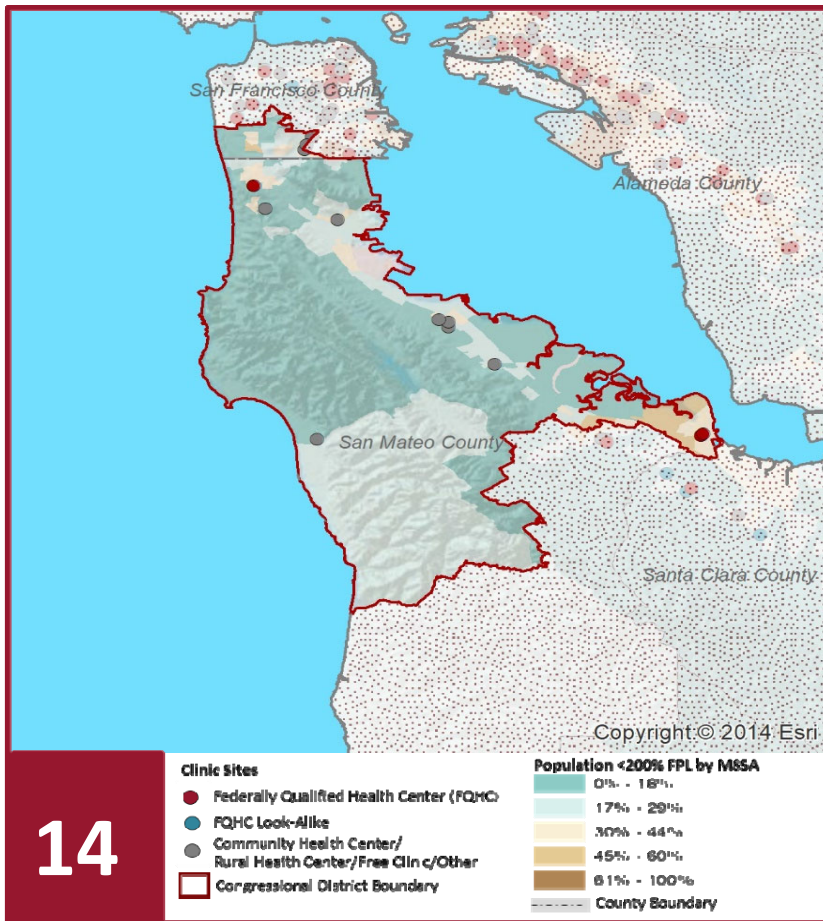 San Francisco County
Alameda County
San Mateo County
Santa Clara County
Copyright:© 2014 Esri
14
Clinic Sites
Federally Qualified Health Center (FQHC)
FQHC Look-Alike
Community Health Center/
Rural Health Center/Free Clinic/Other
Congressional District Boundary
Population <200% FPL by MSSA
0% - 16%
17% - 29%
30% - 44%
45% - 60%
61% - 100%
County Boundary